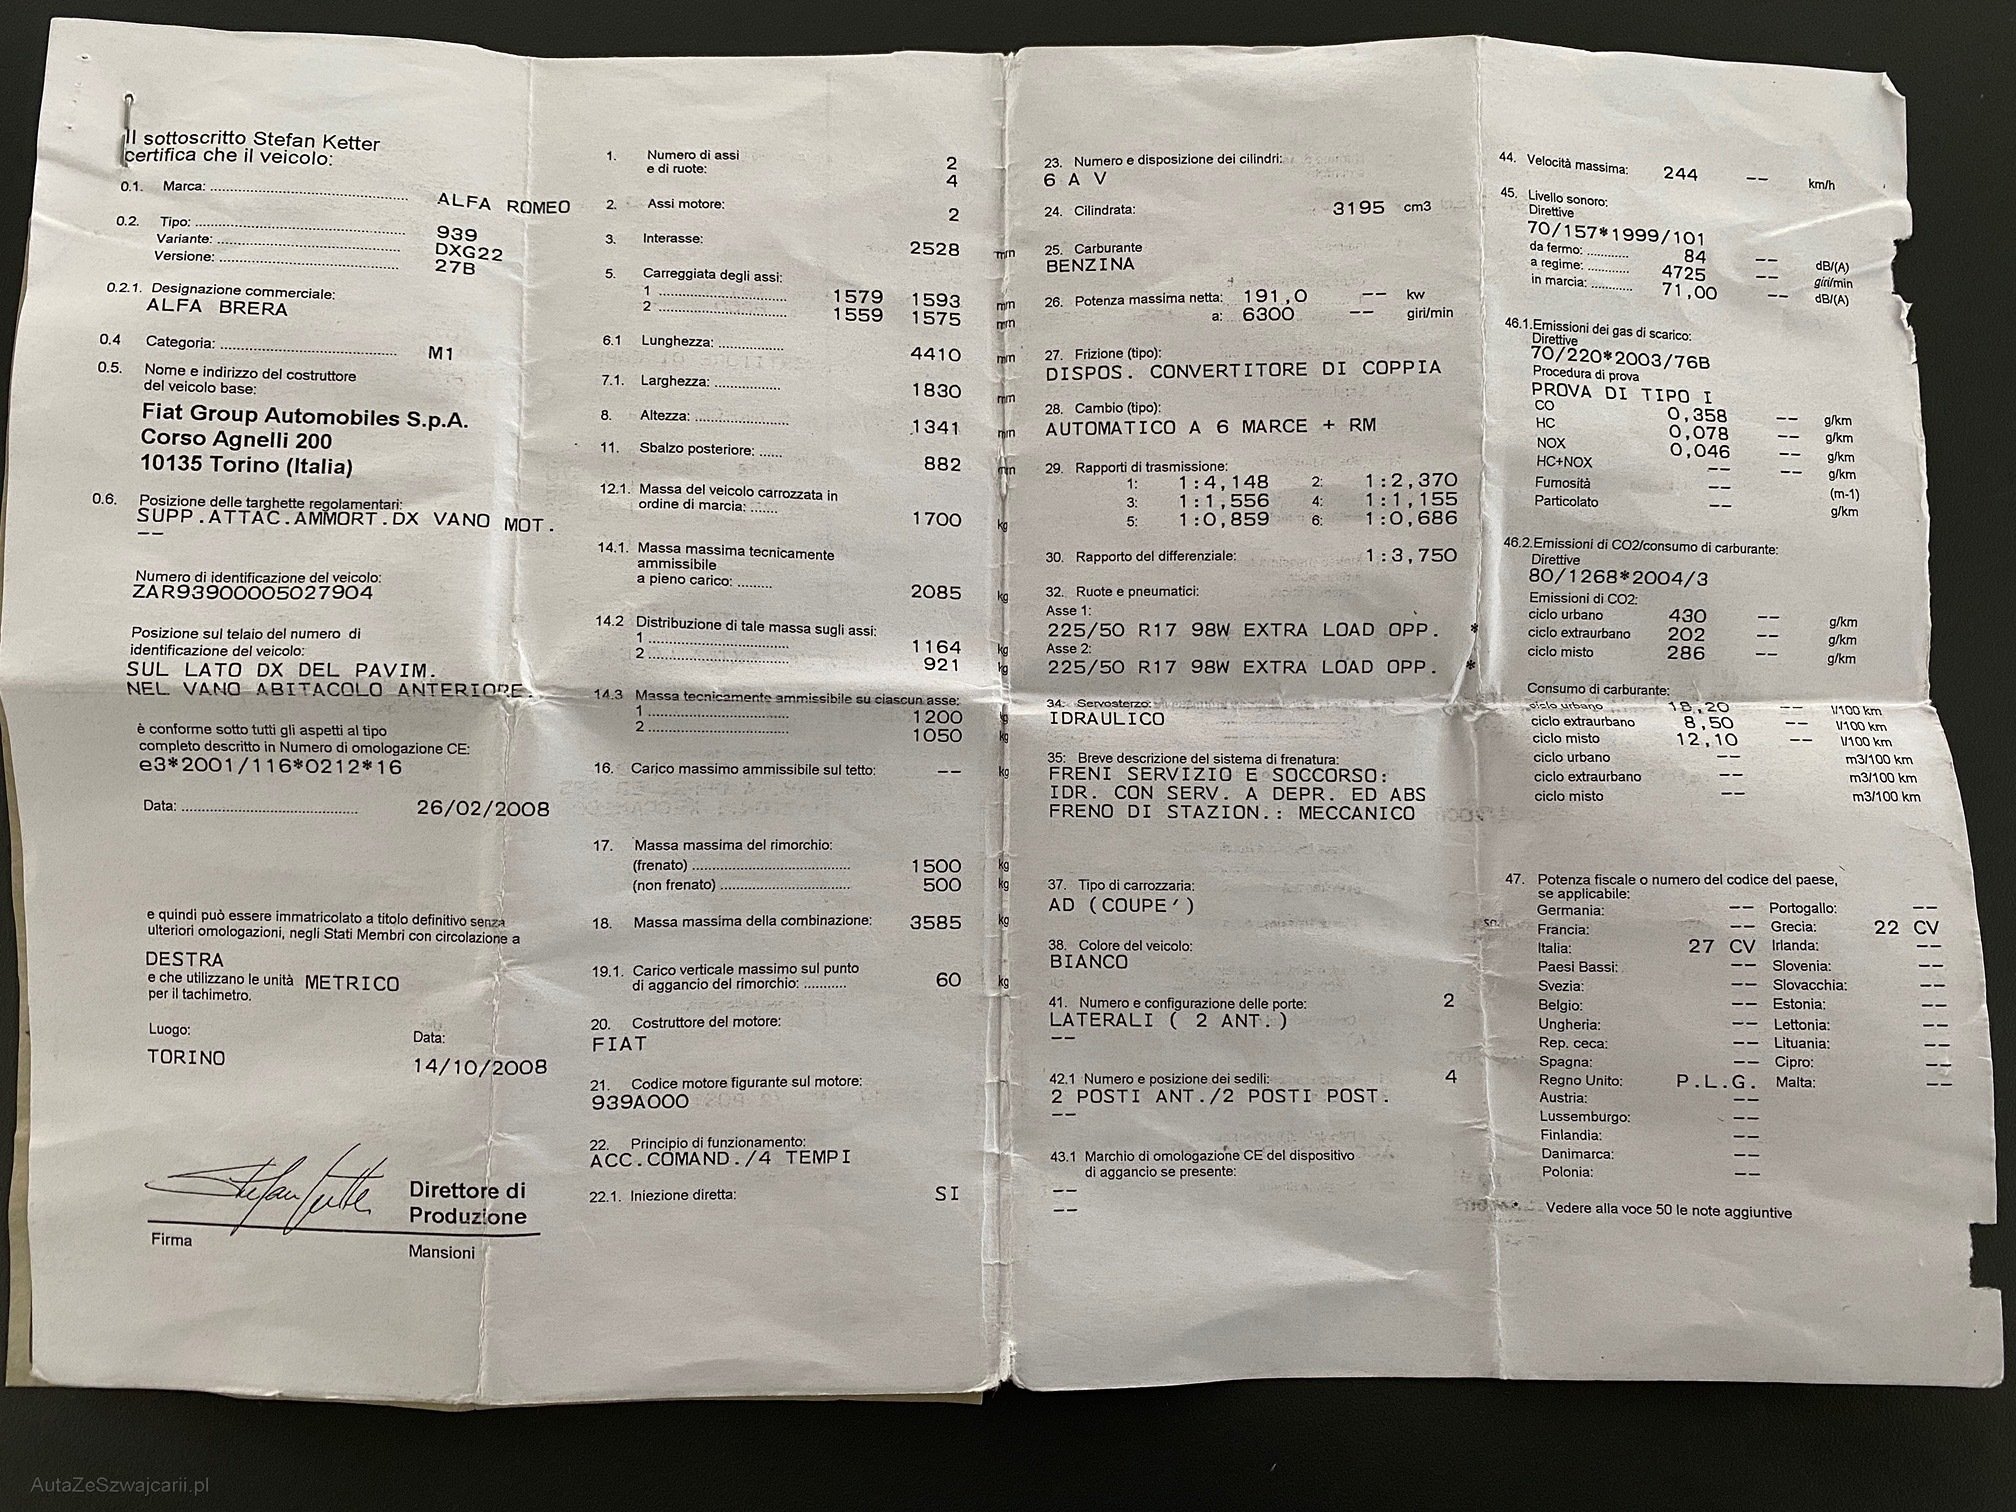 Il sottoscritto Stefan Ketter
certifica che il veicolo:
0.1. Marca: ALFA ROMEO
0.2. Tipo: 939
Variante: DXG22
Versione: 27B
0.2.1. Designazione commerciale:
ALFA BRERA
0.4 Categoria: M1
0.5. Nome e indirizzo del costruttore
del veicolo base:
Fiat Group Automobiles S.p.A.
Corso Agnelli 200
10135 Torino (Italia)
0.6. Posizione delle targhette regolamentari:
SUPP.ATTAC.AMMORT.DX VANO MOT.
--
Numero di identificazione del veicolo:
ZAR93900005027904
Posizione sul telaio del numero di
identificazione del veicolo:
SUL LATO DX DEL PAVIM.
NEL VANO ABITACOLO ANTERIORE.
è conforme sotto tutti gli aspetti al tipo
completo descritto in Numero di omologazione CE:
e3*2001/116*0212*16
Data: 26/02/2008
e quindi può essere immatricolato a titolo definitivo senza
ulteriori omologazioni, negli Stati Membri con circolazione a
DESTRA
e che utilizzano le unità METRICO
per il tachimetro.
Luogo: Data:
TORINO 14/10/2008
Stefan Ketter
Direttore di
Produzione
Firma Mansioni
1. Numero di assi 2
e di ruote: 4
2. Assi motore: 2
3. Interasse: 2528 mm
5. Carreggiata degli assi:
1 1579 1593 mm
2 1559 1575 mm
6.1 Lunghezza: 4410 mm
7.1. Larghezza: 1830 mm
8. Altezza: 1341 mm
11. Sbalzo posteriore: 882 mm
12.1. Massa del veicolo carrozzata in
ordine di marcia: 1700 kg
14.1. Massa massima tecnicamente
ammissibile
a pieno carico: 2085 kg
14.2 Distribuzione di tale massa sugli assi:
1 1164 kg
2 921 kg
14.3 Massa tecnicamente ammissibile su ciascun asse:
1 1200 kg
2 1050 kg
16. Carico massimo ammissibile sul tetto: -- kg
17. Massa massima del rimorchio:
(frenato) 1500 kg
(non frenato) 500 kg
18. Massa massima della combinazione: 3585 kg
19.1. Carico verticale massimo sul punto
di aggancio del rimorchio: 60 kg
20. Costruttore del motore:
FIAT
21. Codice motore figurante sul motore:
939A000
22. Principio di funzionamento:
ACC.COMAND./4 TEMPI
22.1. Iniezione diretta: SI
23. Numero e disposizione dei cilindri:
6 A V
24. Cilindrata: 3195 cm3
25. Carburante
BENZINA
26. Potenza massima netta: 191,0 -- kw
a: 6300 -- giri/min
27. Frizione (tipo):
DISPOS. CONVERTITORE DI COPPIA
28. Cambio (tipo):
AUTOMATICO A 6 MARCE + RM
29. Rapporti di trasmissione:
1: 1:4,148 2: 1:2,370
3: 1:1,556 4: 1:1,155
5: 1:0,859 6: 1:0,686
30. Rapporto del differenziale: 1:3,750
32. Ruote e pneumatici:
Asse 1:
225/50 R17 98W EXTRA LOAD OPP. *
Asse 2:
225/50 R17 98W EXTRA LOAD OPP. *
34. Servosterzo:
IDRAULICO
35: Breve descrizione del sistema di frenatura:
FRENI SERVIZIO E SOCCORSO:
IDR. CON SERV. A DEPR. ED ABS
FRENO DI STAZION.: MECCANICO
37. Tipo di carrozzaria:
AD (COUPE')
38. Colore del veicolo:
BIANCO
41. Numero e configurazione delle porte: 2
LATERALI ( 2 ANT.)
--
42.1 Numero e posizione dei sedili: 4
2 POSTI ANT./2 POSTI POST.
--
43.1 Marchio di omologazione CE del dispositivo
di aggancio se presente:
--
--
44. Velocità massima: 244 -- km/h
45. Livello sonoro:
Direttive
70/157*1999/101
da fermo: 84 -- dB/(A)
a regime: 4725 -- giri/min
in marcia: 71,00 -- dB/(A)
46.1.Emissioni dei gas di scarico:
Direttive
70/220*2003/76B
Procedura di prova
PROVA DI TIPO I
CO 0,358 -- g/km
HC 0,078 -- g/km
NOX 0,046 g/km
HC+NOX -- -- g/km
Fumosità -- (m-1)
Particolato -- g/km
46.2.Emissioni di CO2/consumo di carburante:
Direttive
80/1268*2004/3
Emissioni di CO2:
ciclo urbano 430 -- g/km
ciclo extraurbano 202 -- g/km
ciclo misto 286 -- g/km
Consumo di carburante:
ciclo urbano 18,20 -- l/100 km
ciclo extraurbano 8,50 -- l/100 km
ciclo misto 12,10 -- l/100 km
ciclo urbano -- m3/100 km
ciclo extraurbano -- m3/100 km
ciclo misto -- m3/100 km
47. Potenza fiscale o numero del codice del paese,
se applicabile:
Germania: -- Portogallo: --
Francia: -- Grecia: 22 CV
Italia: 27 CV Irlanda: --
Paesi Bassi: -- Slovenia: --
Svezia: -- Slovacchia: --
Belgio: -- Estonia: --
Ungheria: -- Lettonia: --
Rep. ceca: -- Lituania: --
Spagna: -- Cipro: --
Regno Unito: P.L.G. Malta: --
Austria: --
Lussemburgo: --
Finlandia: --
Danimarca: --
Polonia: --
* Vedere alla voce 50 le note aggiuntive
AutaZeSzwajcarii.pl